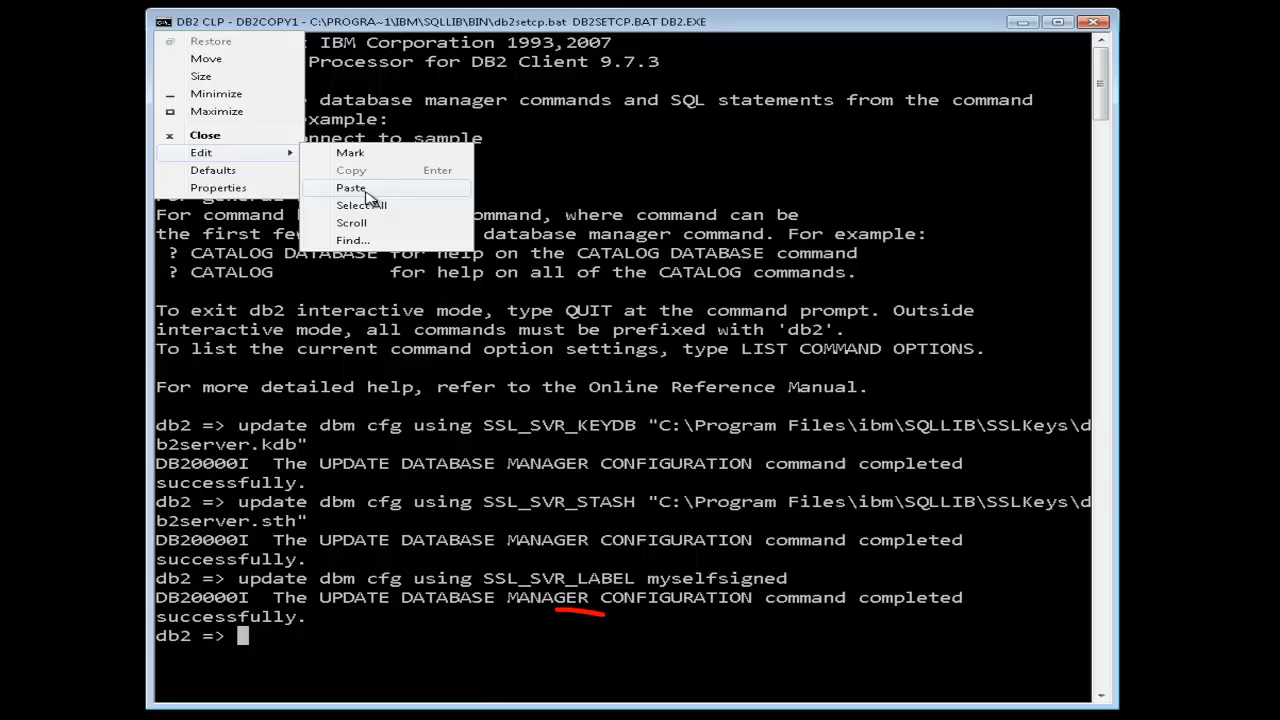 DB2 CLP - DB2COPY1 - C:\PROGRA~1\IBM\SQLLIB\BIN\db2setcp.bat DB2SETCP.BAT DB2.EXE
Restore
Move
Size
Minimize
Maximize
Close
Edit
Defaults
Properties
Mark
Copy Enter
Paste
Select All
Scroll
Find...
IBM Corporation 1993,2007
Processor for DB2 Client 9.7.3
database manager commands and SQL statements from the command
xample:
nnect to sample
For command command, where command can be
the first fe database manager command. For example:
? CATALOG DATABASE for help on the CATALOG DATABASE command
? CATALOG for help on all of the CATALOG commands.
To exit db2 interactive mode, type QUIT at the command prompt. Outside
interactive mode, all commands must be prefixed with 'db2'.
To list the current command option settings, type LIST COMMAND OPTIONS.
For more detailed help, refer to the Online Reference Manual.
db2 => update dbm cfg using SSL_SVR_KEYDB "C:\Program Files\ibm\SQLLIB\SSLKeys\d
b2server.kdb"
DB20000I The UPDATE DATABASE MANAGER CONFIGURATION command completed
successfully.
db2 => update dbm cfg using SSL_SVR_STASH "C:\Program Files\ibm\SQLLIB\SSLKeys\d
b2server.sth"
DB20000I The UPDATE DATABASE MANAGER CONFIGURATION command completed
successfully.
db2 => update dbm cfg using SSL_SVR_LABEL myselfsigned
DB20000I The UPDATE DATABASE MANAGER CONFIGURATION command completed
successfully.
db2 =>